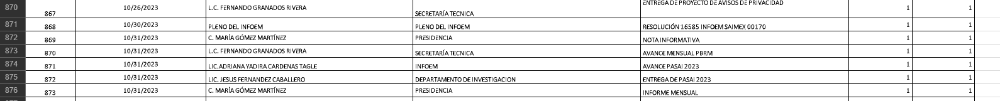 870 867 10/26/2023 L.C. FERNANDO GRANADOS RIVERA SECRETARÍA TECNICA ENTREGA DE PROYECTO DE AVISOS DE PRIVACIDAD 1 1
871 868 10/30/2023 PLENO DEL INFOEM PLENO DEL INFOEM RESOLUCIÓN 16585 INFOEM SAIMEX 00170 1 1
872 869 10/31/2023 C. MARÍA GÓMEZ MARTÍNEZ PRESIDENCIA NOTA INFORMATIVA 1 1
873 870 10/31/2023 L.C. FERNANDO GRANADOS RIVERA SECRETARÍA TECNICA AVANCE MENSUAL PBRM 1 1
874 871 10/31/2023 LIC.ADRIANA YADIRA CARDENAS TAGLE INFOEM AVANCE PASAI 2023 1 1
875 872 10/31/2023 LIC. JESUS FERNANDEZ CABALLERO DEPARTAMENTO DE INVESTIGACION ENTREGA DE PASAI 2023 1 1
876 873 10/31/2023 C. MARÍA GÓMEZ MARTÍNEZ PRESIDENCIA INFORME MENSUAL 1 1